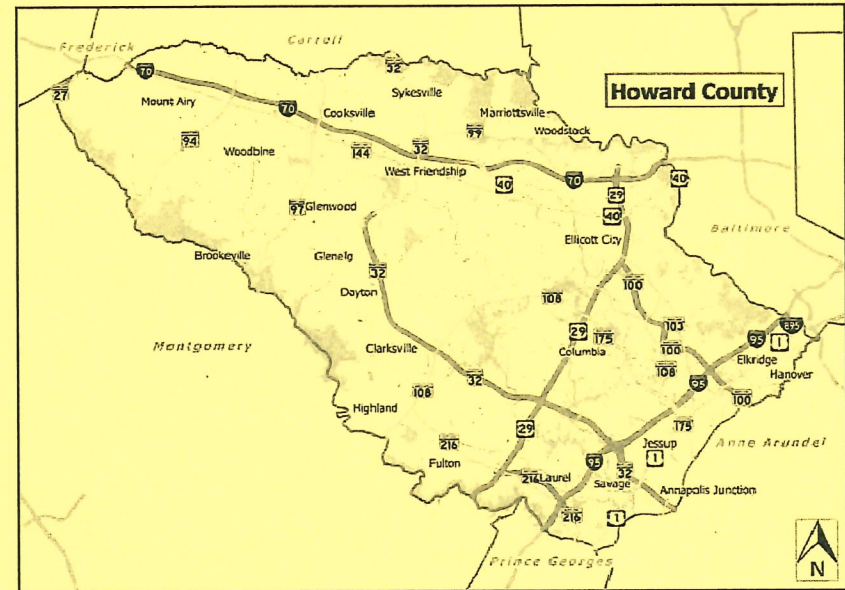 Frederick
Carroll
32
70
27
Sykesville
Howard County
Mount Airy
70
Cooksville
Marriottsville
99
Woodstock
94
Woodbine
144
32
West Friendship
40
70
40
29
97
Glenwood
40
Ellicott City
Baltimore
Brookeville
Glenelg
32
Dayton
100
108
103
895
29
175
95
1
Montgomery
Clarksville
Columbia
100
Elkridge
108
Hanover
32
95
108
100
Highland
29
175
Anne Arundel
216
Jessup
Fulton
95
1
216
Laurel
32
Savage
Annapolis Junction
216
1
Prince Georges
N